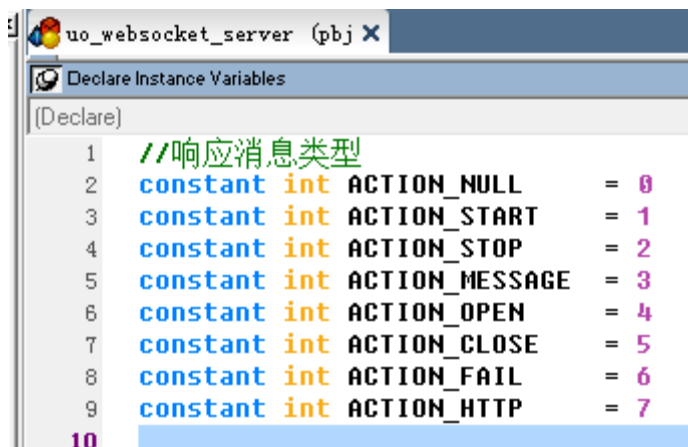 uo_websocket_server (pbj
Declare Instance Variables
(Declare)
1 //响应消息类型
2 constant int ACTION_NULL = 0
3 constant int ACTION_START = 1
4 constant int ACTION_STOP = 2
5 constant int ACTION_MESSAGE = 3
6 constant int ACTION_OPEN = 4
7 constant int ACTION_CLOSE = 5
8 constant int ACTION_FAIL = 6
9 constant int ACTION_HTTP = 7
10